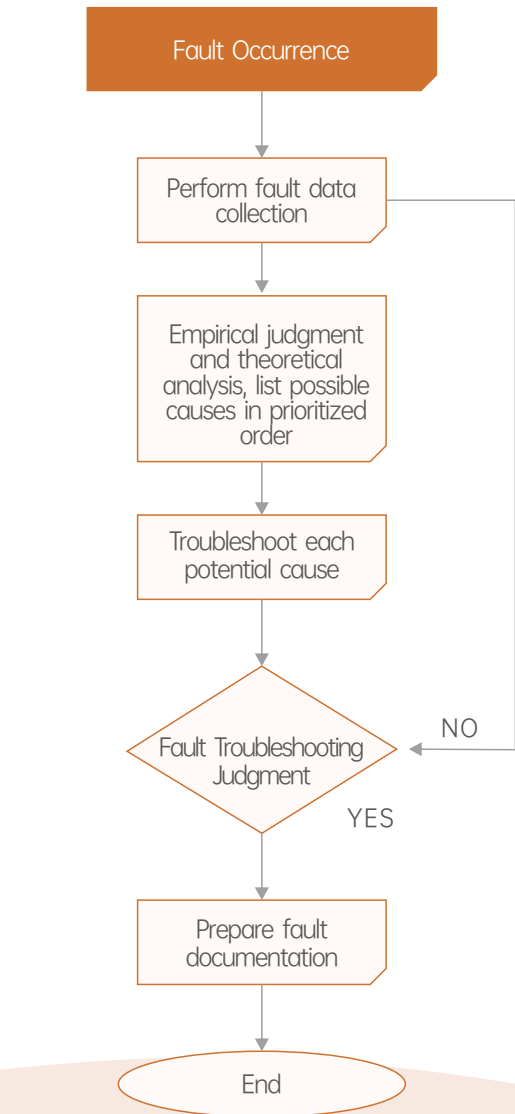 Fault Occurrence
Perform fault data
collection
Empirical judgment
and theoretical
analysis, list possible
causes in prioritized
order
Troubleshoot each
potential cause
Fault Troubleshooting
Judgment
NO
YES
Prepare fault
documentation
End